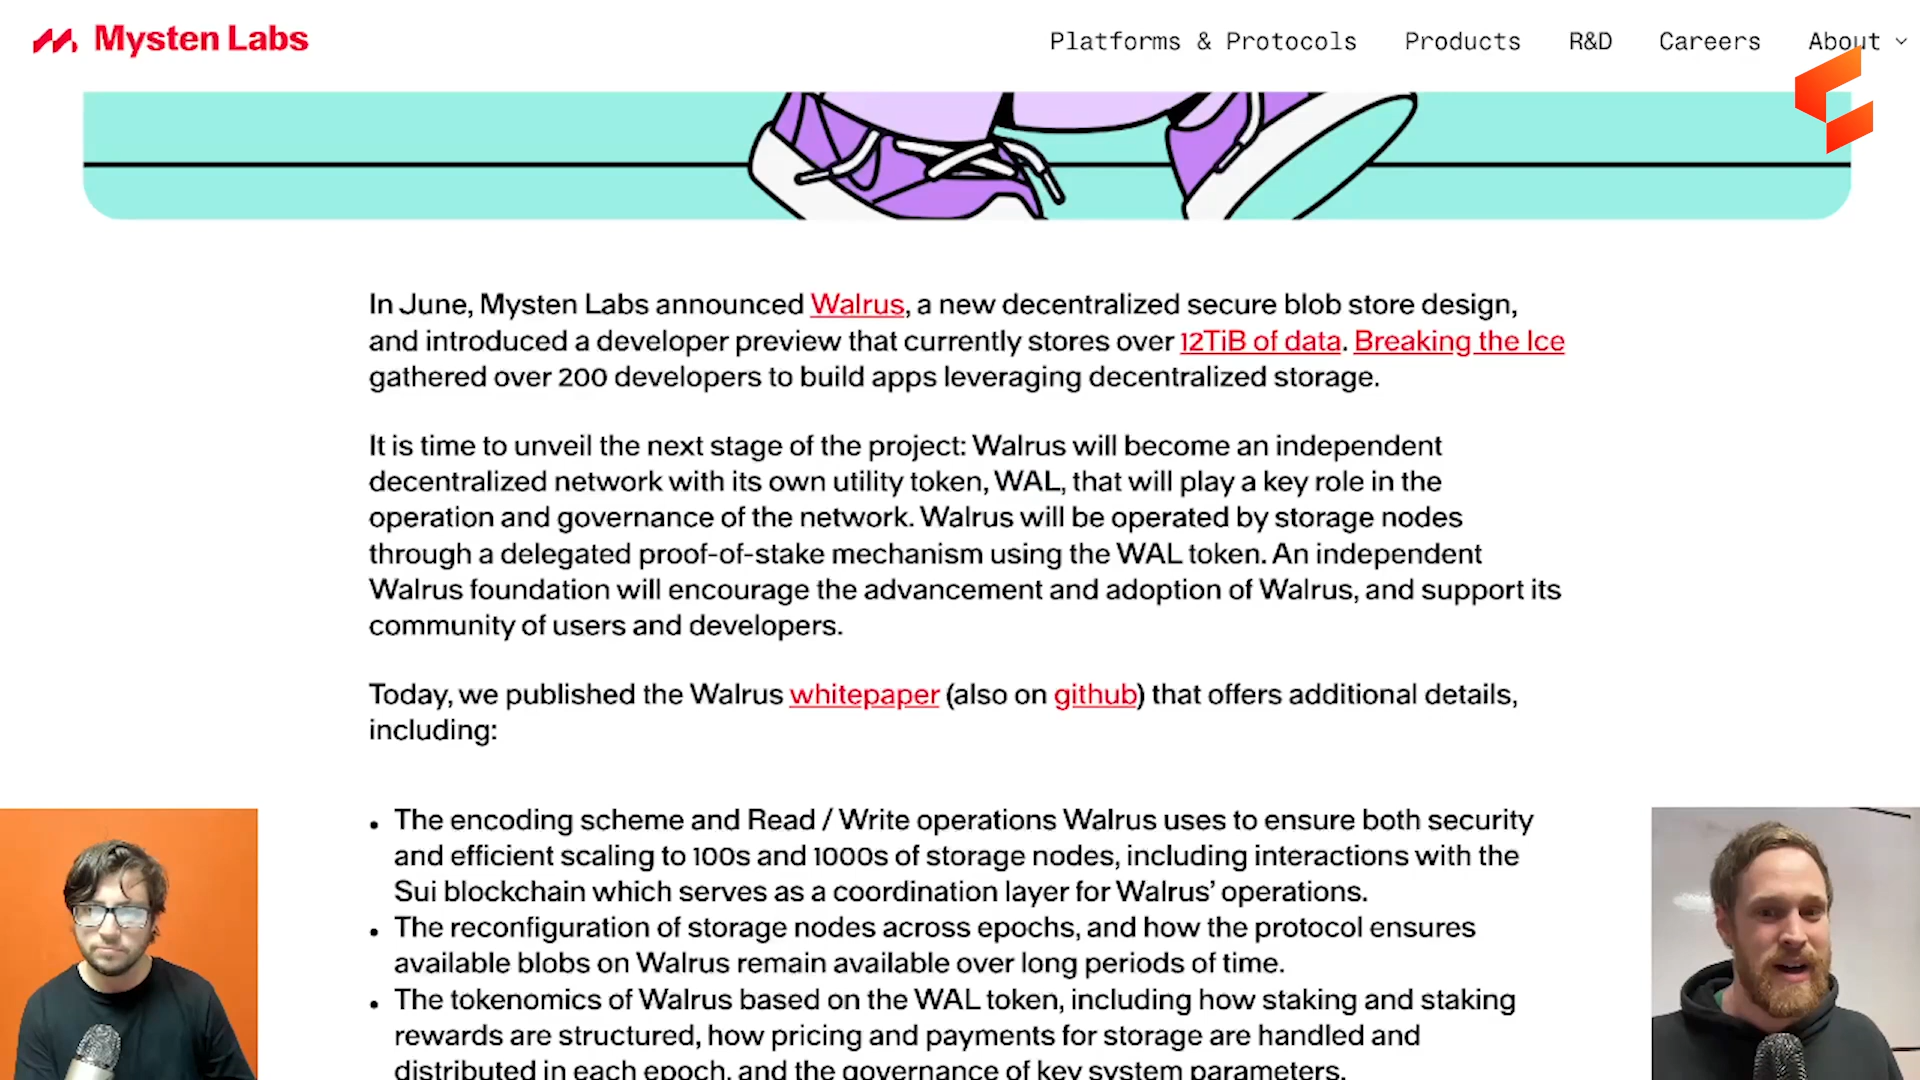 Mysten Labs
Platforms & Protocols Products R&D Careers About
In June, Mysten Labs announced Walrus, a new decentralized secure blob store design,
and introduced a developer preview that currently stores over 12TiB of data. Breaking the Ice
gathered over 200 developers to build apps leveraging decentralized storage.
It is time to unveil the next stage of the project: Walrus will become an independent
decentralized network with its own utility token, WAL, that will play a key role in the
operation and governance of the network. Walrus will be operated by storage nodes
through a delegated proof-of-stake mechanism using the WAL token. An independent
Walrus foundation will encourage the advancement and adoption of Walrus, and support its
community of users and developers.
Today, we published the Walrus whitepaper (also on github) that offers additional details,
including:
• The encoding scheme and Read / Write operations Walrus uses to ensure both security
and efficient scaling to 100s and 1000s of storage nodes, including interactions with the
Sui blockchain which serves as a coordination layer for Walrus’ operations.
• The reconfiguration of storage nodes across epochs, and how the protocol ensures
available blobs on Walrus remain available over long periods of time.
• The tokenomics of Walrus based on the WAL token, including how staking and staking
rewards are structured, how pricing and payments for storage are handled and
distributed in each epoch, and the governance of key system parameters.